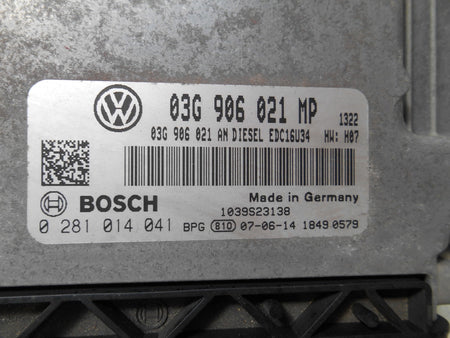 03G 906 021 MP 1322
03G 906 021 AN DIESEL EDC16U34 HW: H07
BOSCH Made in Germany
1039S23138
0 281 014 041 BPG 810 07-06-14 1849 0579